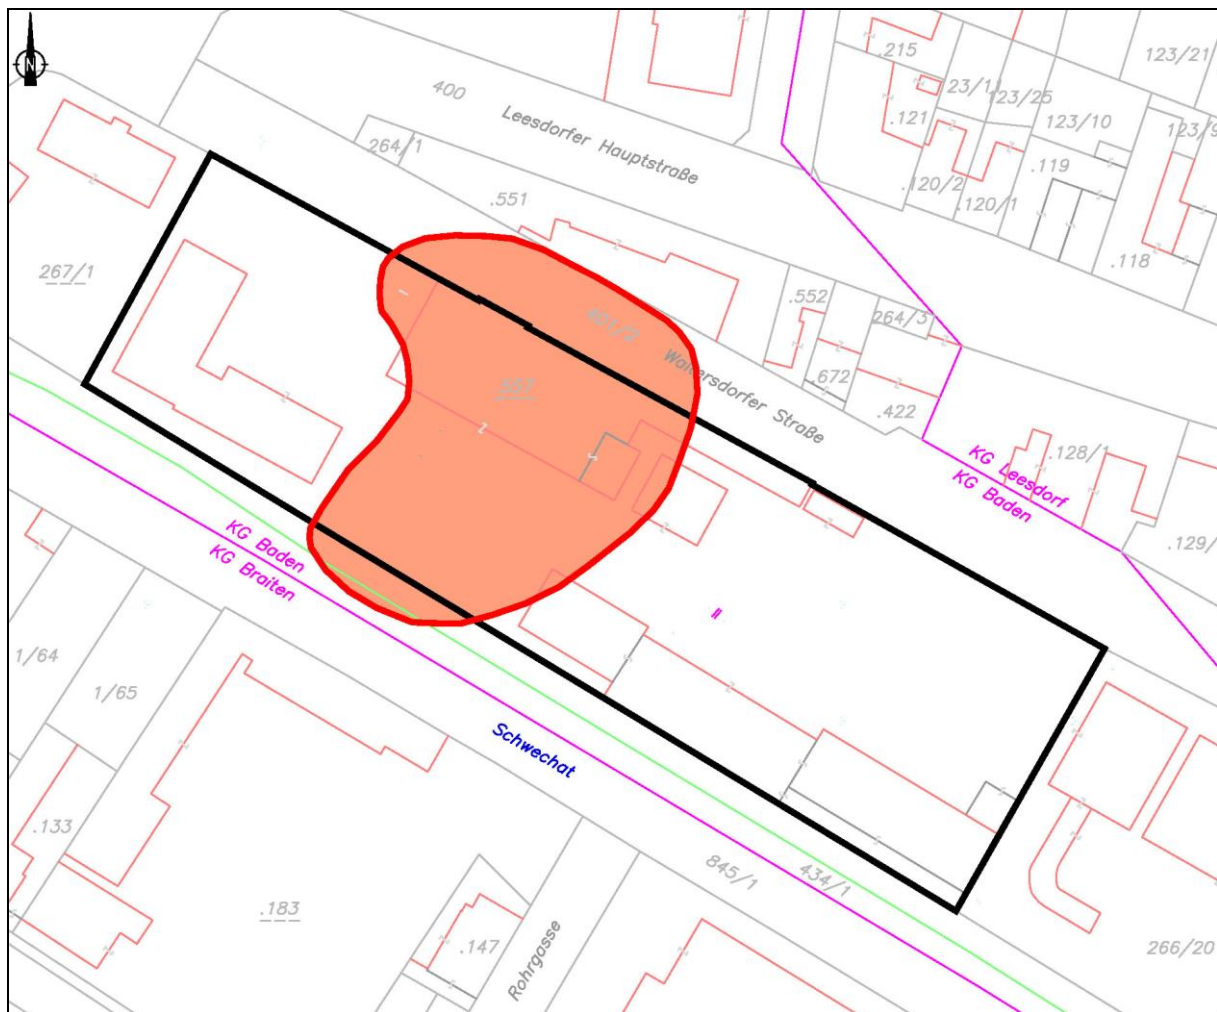 N
400
Leesdorfer Hauptstraße
264/1
.551
.215
.121
23/11
123/25
123/21
123/10
123/9
.119
.120/2
.120/1
.118
267/1
.552
264/3
.672
.422
Waltersdorfer Straße
KG Leesdorf
KG Baden
.128/1
.129/
KG Baden
KG Braiten
1/64
1/65
Schwechat
II
.133
.183
.147
Rohrgasse
845/1
434/1
266/20